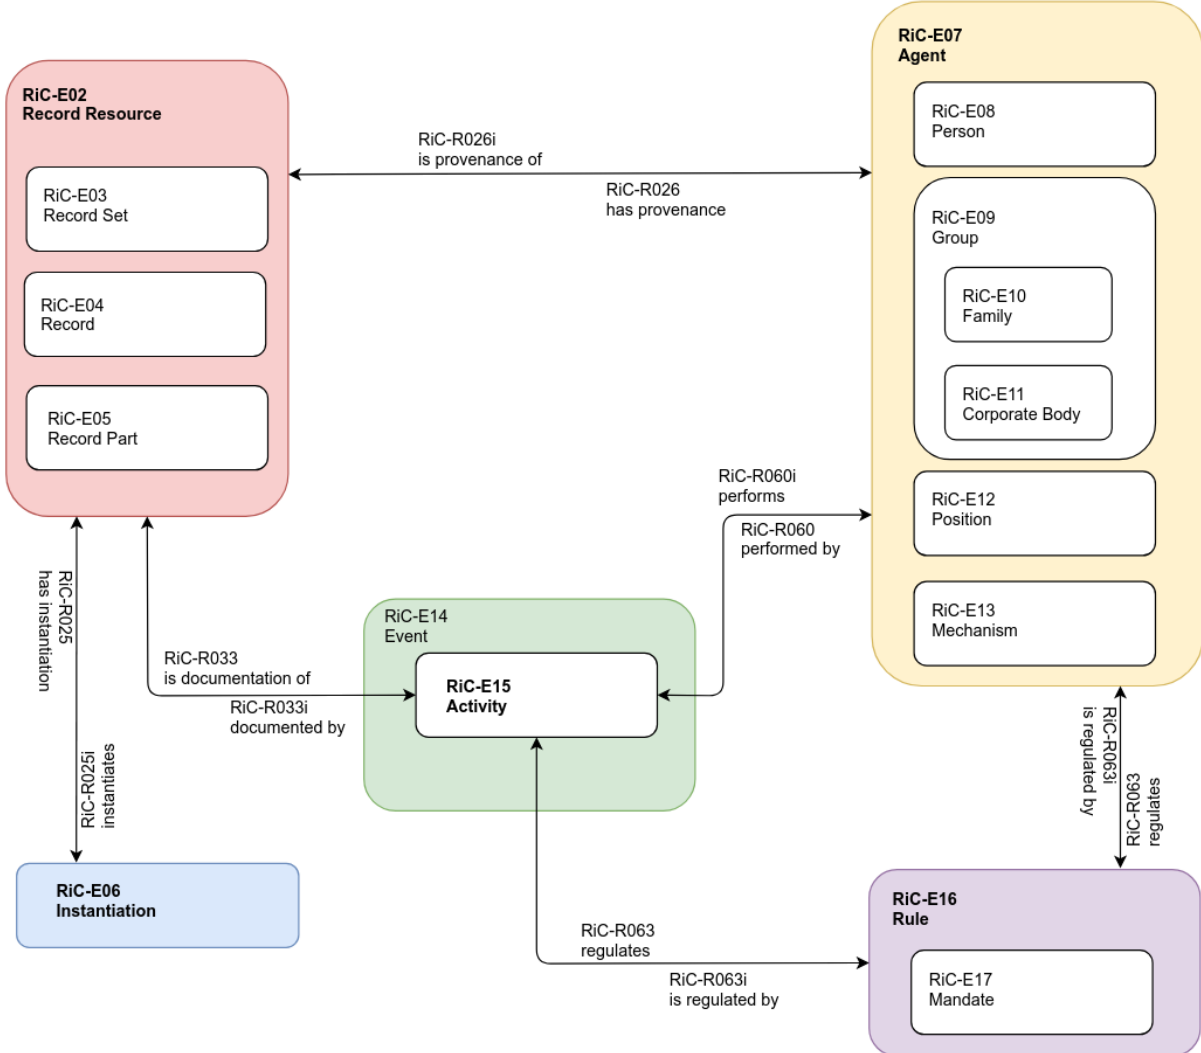 RiC-E02
Record Resource
RiC-E03
Record Set
RiC-E04
Record
RiC-E05
Record Part
RiC-R026i
is provenance of
RiC-R026
has provenance
RiC-E07
Agent
RiC-E08
Person
RiC-E09
Group
RiC-E10
Family
RiC-E11
Corporate Body
RiC-E12
Position
RiC-E13
Mechanism
RiC-R060i
performs
RiC-R060
performed by
RiC-R025
has instantiation
RiC-R025i
instantiates
RiC-R033
is documentation of
RiC-R033i
documented by
RiC-E14
Event
RiC-E15
Activity
RiC-R063i
is regulated by
RiC-R063
regulates
RiC-E06
Instantiation
RiC-R063
regulates
RiC-R063i
is regulated by
RiC-E16
Rule
RiC-E17
Mandate